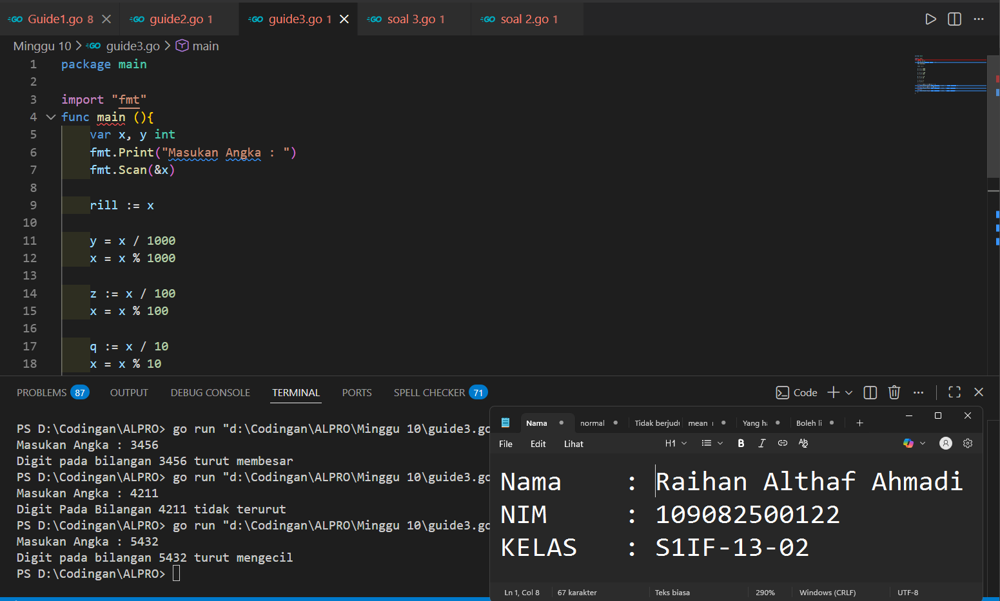 GO Guide1.go 8 GO guide2.go 1 GO guide3.go 1 GO soal 3.go 1 GO soal 2.go 1
Minggu 10 > GO guide3.go > main
1 package main
2
3 import "fmt"
4 func main (){
5 var x, y int
6 fmt.Print("Masukan Angka : ")
7 fmt.Scan(&x)
8
9 rill := x
10
11 y = x / 1000
12 x = x % 1000
13
14 z := x / 100
15 x = x % 100
16
17 q := x / 10
18 x = x % 10
PROBLEMS 87 OUTPUT DEBUG CONSOLE TERMINAL PORTS SPELL CHECKER 71 Code
PS D:\Codingan\ALPRO> go run "d:\Codingan\ALPRO\Minggu 10\guide3.go
Masukan Angka : 3456
Digit pada bilangan 3456 turut membesar
PS D:\Codingan\ALPRO> go run "d:\Codingan\ALPRO\Minggu 10\guide3.go
Masukan Angka : 4211
Digit Pada Bilangan 4211 tidak terurut
PS D:\Codingan\ALPRO> go run "d:\Codingan\ALPRO\Minggu 10\guide3.go
Masukan Angka : 5432
Digit pada bilangan 5432 turut mengecil
PS D:\Codingan\ALPRO>
Nama normal Tidak berjudu mean Yang ha Boleh li
File Edit Lihat H1 B I
Nama : Raihan Althaf Ahmadi
NIM : 109082500122
KELAS : S1IF-13-02
Ln 1, Col 8 67 karakter Teks biasa 290% Windows (CRLF) UTF-8